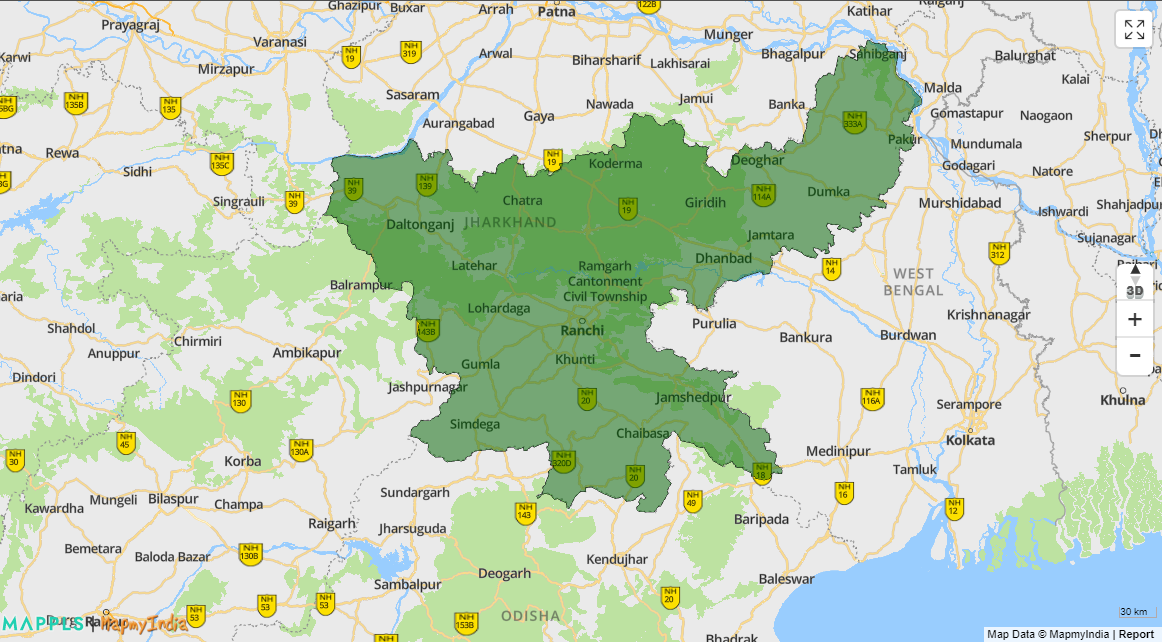 Ghazipur
Buxar
Arrah
Patna
NH
122B
Katihar
Raiganj
Prayagraj
Karwi
Varanasi
NH
19
NH
319
Arwal
Munger
Bhagalpur
Sahibganj
Balurghat
Mirzapur
Biharsharif
Lakhisarai
Kalai
Malda
NH
135B
NH
135
Sasaram
Nawada
Jamui
Banka
Gomastapur
Naogaon
Aurangabad
Gaya
NH
333A
Sherpur
Pakur
Mundumala
Rewa
NH
135C
Sidhi
NH
19
Koderma
Deoghar
Godagari
Natore
NH
39
NH
139
NH
114A
Dumka
Singrauli
NH
39
Chatra
NH
19
Giridih
Murshidabad
Ishwardi
Shahjadpur
Daltonganj
JHARKHAND
Jamtara
Sujanagar
NH
312
Latehar
Ramgarh
Cantonment
Civil Township
Dhanbad
NH
14
WEST
BENGAL
Balrampur
3D
Lohardaga
Krishnanagar
Shahdol
NH
143B
Ranchi
Purulia
Bankura
Burdwan
+
Chirmiri
Anuppur
Ambikapur
Gumla
Khunti
-
Dindori
Jashpurnagar
NH
130
NH
20
Jamshedpur
NH
116A
Serampore
Khulna
Simdega
Chaibasa
Kolkata
NH
45
NH
130A
Medinipur
NH
30
Korba
NH
320D
NH
20
NH
18
Tamluk
Mungeli
Bilaspur
Champa
Sundargarh
NH
49
NH
16
NH
12
Kawardha
NH
143
Raigarh
Jharsuguda
Baripada
Bemetara
Baloda Bazar
NH
130B
Kendujhar
Deogarh
Sambalpur
Baleswar
NH
53
NH
53
NH
53
NH
20
ODISHA
30 km
MAPPLS | MapmyIndia
Durg
NH
153B
NH
Bhadrak
Map Data © MapmyIndia | Report